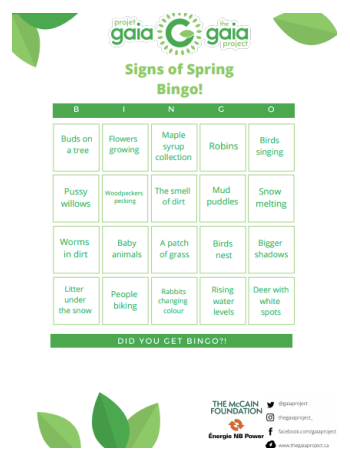 projet gaia G the gaia project
Signs of Spring
Bingo!
B I N G O
Buds on
a tree
Flowers
growing
Maple
syrup
collection
Robins
Birds
singing
Pussy
willows
Woodpeckers
pecking
The smell
of dirt
Mud
puddles
Snow
melting
Worms
in dirt
Baby
animals
A patch
of grass
Birds
nest
Bigger
shadows
Litter
under
the snow
People
biking
Rabbits
changing
colour
Rising
water
levels
Deer with
white
spots
DID YOU GET BINGO?!
THE McCAIN
FOUNDATION
Énergie NB Power
@gaiaproject
thegaiaproject_
facebook.com/gaiaproject
www.thegaiaproject.ca